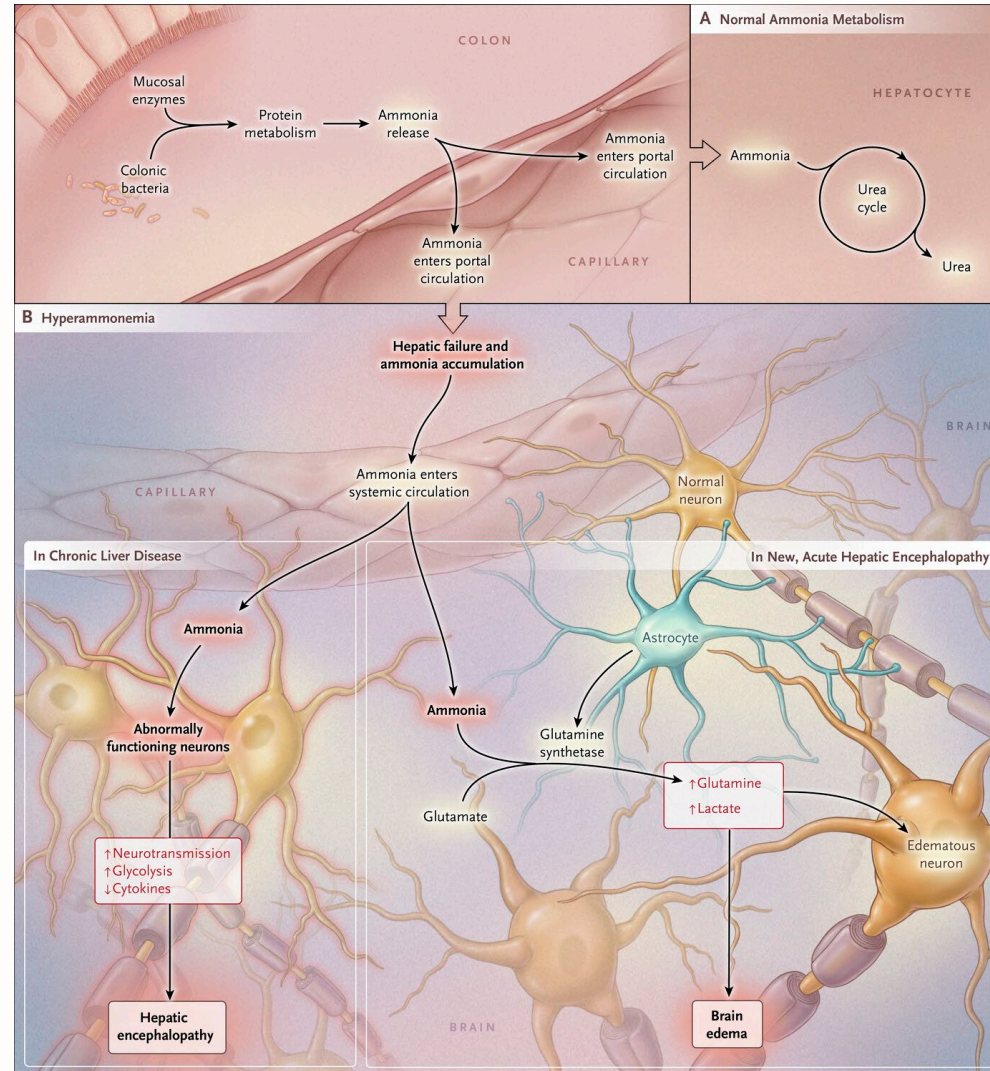 COLON
Mucosal
enzymes
Colonic
bacteria
Protein
metabolism
Ammonia
release
Ammonia
enters portal
circulation
Ammonia
enters portal
circulation
CAPILLARY
A Normal Ammonia Metabolism
HEPATOCYTE
Ammonia
Urea
cycle
Urea
B Hyperammonemia
Hepatic failure and
ammonia accumulation
BRAIN
Ammonia enters
systemic circulation
CAPILLARY
Normal
neuron
In Chronic Liver Disease
Ammonia
Abnormally
functioning neurons
↑Neurotransmission
↑Glycolysis
↓Cytokines
Hepatic
encephalopathy
In New, Acute Hepatic Encephalopathy
Astrocyte
Ammonia
Glutamine
synthetase
Glutamate
↑Glutamine
↑Lactate
Edematous
neuron
Brain
edema
BRAIN